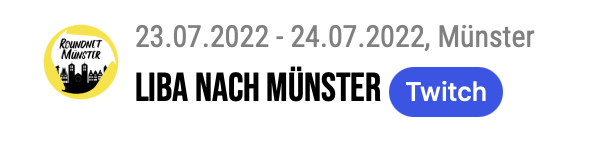 ROUNDNET
MÜNSTER
23.07.2022 - 24.07.2022, Münster
LIBA NACH MÜNSTER Twitch